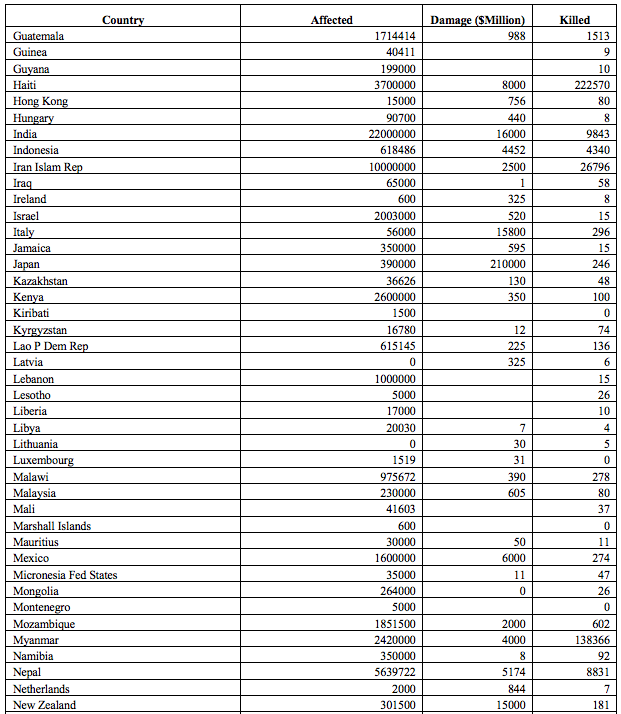 Country Affected Damage ($Million) Killed
Guatemala 1714414 988 1513
Guinea 40411 9
Guyana 199000 10
Haiti 3700000 8000 222570
Hong Kong 15000 756 80
Hungary 90700 440 8
India 22000000 16000 9843
Indonesia 618486 4452 4340
Iran Islam Rep 10000000 2500 26796
Iraq 65000 1 58
Ireland 600 325 8
Israel 2003000 520 15
Italy 56000 15800 296
Jamaica 350000 595 15
Japan 390000 210000 246
Kazakhstan 36626 130 48
Kenya 2600000 350 100
Kiribati 1500 0
Kyrgyzstan 16780 12 74
Lao P Dem Rep 615145 225 136
Latvia 0 325 6
Lebanon 1000000 15
Lesotho 5000 26
Liberia 17000 10
Libya 20030 7 4
Lithuania 0 30 5
Luxembourg 1519 31 0
Malawi 975672 390 278
Malaysia 230000 605 80
Mali 41603 37
Marshall Islands 600 0
Mauritius 30000 50 11
Mexico 1600000 6000 274
Micronesia Fed States 35000 11 47
Mongolia 264000 0 26
Montenegro 5000 0
Mozambique 1851500 2000 602
Myanmar 2420000 4000 138366
Namibia 350000 8 92
Nepal 5639722 5174 8831
Netherlands 2000 844 7
New Zealand 301500 15000 181